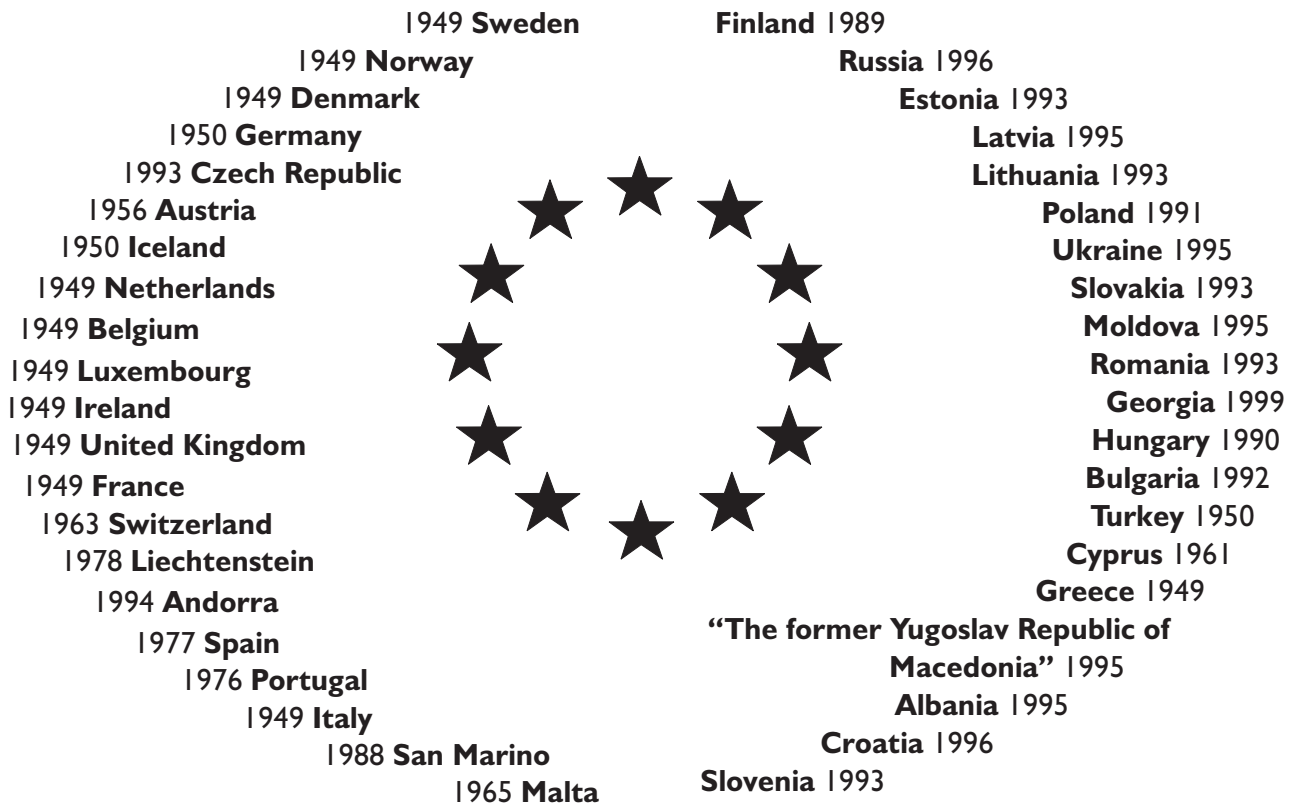 1949 Sweden
1949 Norway
1949 Denmark
1950 Germany
1993 Czech Republic
1956 Austria
1950 Iceland
1949 Netherlands
1949 Belgium
1949 Luxembourg
1949 Ireland
1949 United Kingdom
1949 France
1963 Switzerland
1978 Liechtenstein
1994 Andorra
1977 Spain
1976 Portugal
1949 Italy
1988 San Marino
1965 Malta
Finland 1989
Russia 1996
Estonia 1993
Latvia 1995
Lithuania 1993
Poland 1991
Ukraine 1995
Slovakia 1993
Moldova 1995
Romania 1993
Georgia 1999
Hungary 1990
Bulgaria 1992
Turkey 1950
Cyprus 1961
Greece 1949
“The former Yugoslav Republic of
Macedonia” 1995
Albania 1995
Croatia 1996
Slovenia 1993